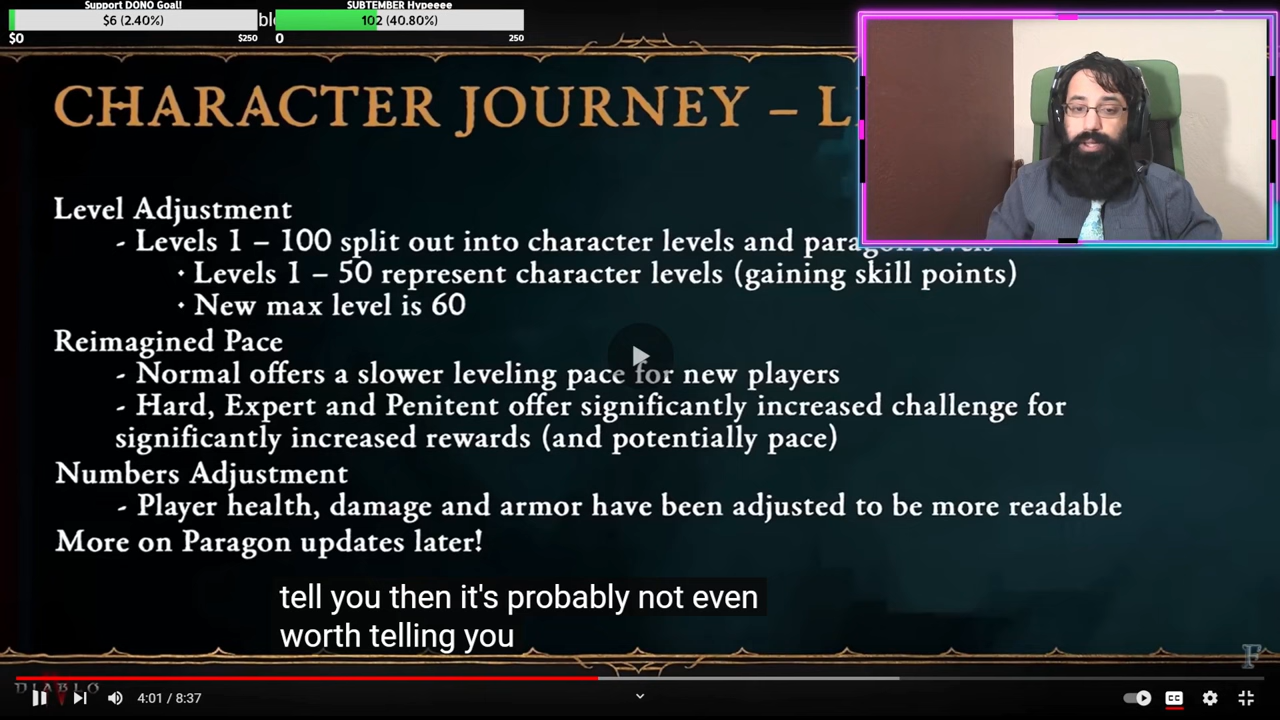 Support DONO Goal!
SUBTEMBER Hypeeee
$6 (2.40%)
102 (40.80%)
$0
$250
0
250
CHARACTER JOURNEY –
Level Adjustment
- Levels 1 – 100 split out into character levels and paragon levels
· Levels 1 – 50 represent character levels (gaining skill points)
· New max level is 60
Reimagined Pace
- Normal offers a slower leveling pace for new players
- Hard, Expert and Penitent offer significantly increased challenge for
significantly increased rewards (and potentially pace)
Numbers Adjustment
- Player health, damage and armor have been adjusted to be more readable
More on Paragon updates later!
tell you then it's probably not even
worth telling you
DIABLO
4:01 / 8:37
CC